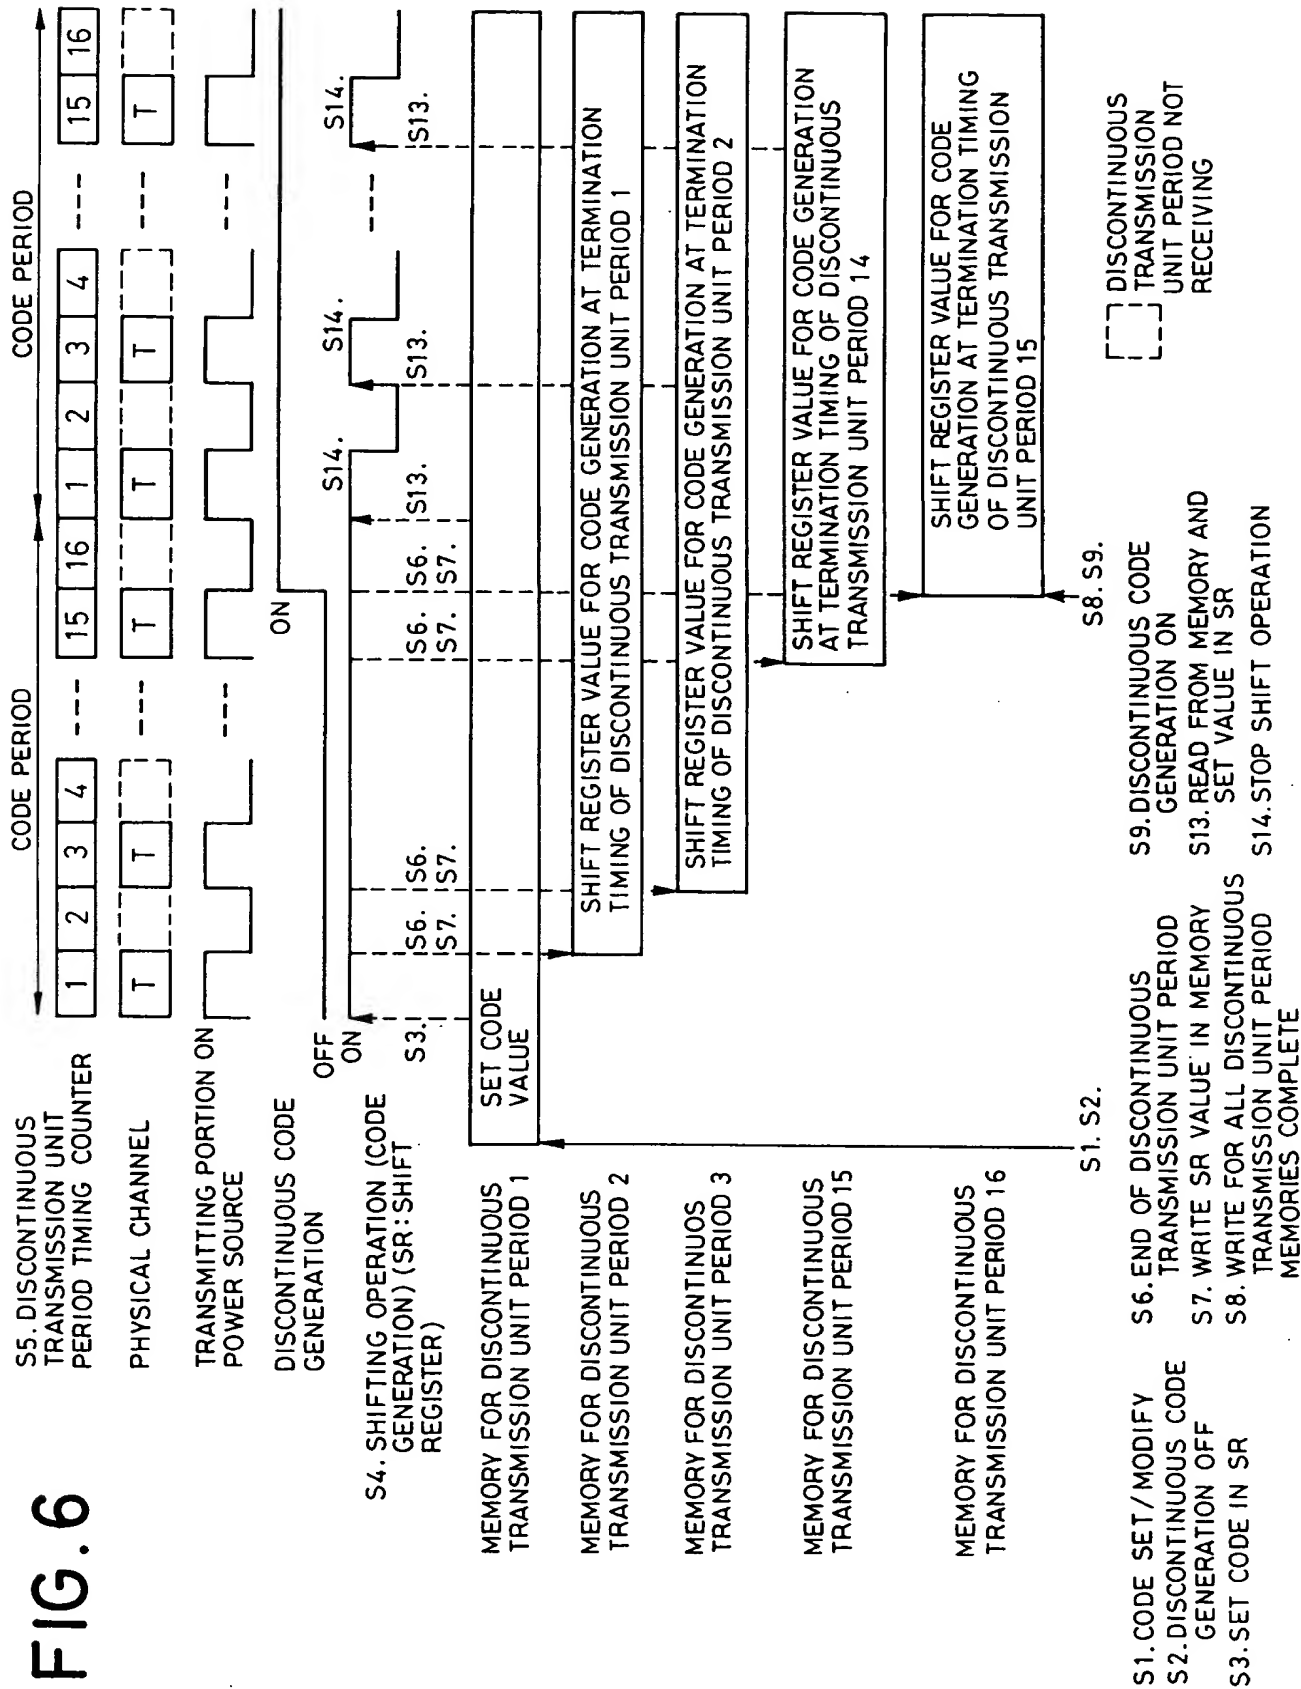 FIG. 6
CODE PERIOD
CODE PERIOD
S5. DISCONTINUOUS
TRANSMISSION UNIT
PERIOD TIMING COUNTER
1 2 3 4 ---- 15 16 1 2 3 4 ---- 15 16
PHYSICAL CHANNEL
T T ---- T T T ---- T
TRANSMITTING PORTION ON
POWER SOURCE
DISCONTINUOUS CODE
GENERATION
OFF
ON
S4. SHIFTING OPERATION (CODE
GENERATION) (SR: SHIFT
REGISTER)
ON
S3.
S6.
S7.
S6.
S7.
S6.
S7.
S6.
S7.
S13.
S14.
S13.
S14.
S13.
S14.
MEMORY FOR DISCONTINUOUS
TRANSMISSION UNIT PERIOD 1
SET CODE
VALUE
MEMORY FOR DISCONTINUOUS
TRANSMISSION UNIT PERIOD 2
SHIFT REGISTER VALUE FOR CODE GENERATION AT TERMINATION
TIMING OF DISCONTINUOUS TRANSMISSION UNIT PERIOD 1
MEMORY FOR DISCONTINUOS
TRANSMISSION UNIT PERIOD 3
SHIFT REGISTER VALUE FOR CODE GENERATION AT TERMINATION
TIMING OF DISCONTINUOUS TRANSMISSION UNIT PERIOD 2
MEMORY FOR DISCONTINUOUS
TRANSMISSION UNIT PERIOD 15
SHIFT REGISTER VALUE FOR CODE GENERATION
AT TERMINATION TIMING OF DISCONTINUOUS
TRANSMISSION UNIT PERIOD 14
MEMORY FOR DISCONTINUOUS
TRANSMISSION UNIT PERIOD 16
SHIFT REGISTER VALUE FOR CODE
GENERATION AT TERMINATION TIMING
OF DISCONTINUOUS TRANSMISSION
UNIT PERIOD 15
S1. S2.
S8. S9.
S1. CODE SET/MODIFY
S2. DISCONTINUOUS CODE
GENERATION OFF
S3. SET CODE IN SR
S6. END OF DISCONTINUOUS
TRANSMISSION UNIT PERIOD
S7. WRITE SR VALUE IN MEMORY
S8. WRITE FOR ALL DISCONTINUOUS
TRANSMISSION UNIT PERIOD
MEMORIES COMPLETE
S9. DISCONTINUOUS CODE
GENERATION ON
S13. READ FROM MEMORY AND
SET VALUE IN SR
S14. STOP SHIFT OPERATION
DISCONTINUOUS
TRANSMISSION
UNIT PERIOD NOT
RECEIVING